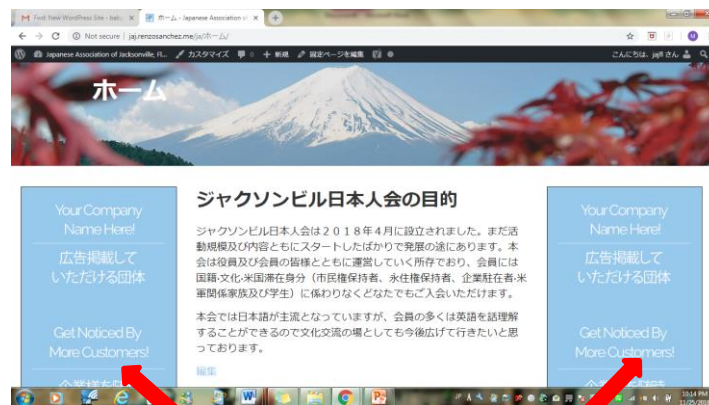 Fwd: New WordPress Site - batc
ホーム - Japanese Association of
Not secure | jaj.renzosanchez.me/ja/ホーム/
Japanese Association of Jacksonville, Fl...
カスタマイズ
0
新規
固定ページを編集
こんにちは、jajfl さん
ホーム
Your Company
Name Here!
広告掲載して
いただける団体
Get Noticed By
More Customers!
ジャクソンビル日本人会の目的
ジャクソンビル日本人会は２０１８年４月に設立されました。まだ活
動規模及び内容ともにスタートしたばかりで発展の途にあります。本
会は役員及び会員の皆様とともに運営していく所存であり、会員には
国籍·文化·米国滞在身分（市民権保持者、永住権保持者、企業駐在者·米
軍関係家族及び学生）に係わりなくどなたでもご入会いただけます。
本会では日本語が主流となっていますが、会員の多くは英語を話理解
することができるので文化交流の場としても今後広げて行きたいと思
っております。
編集
Your Company
Name Here!
広告掲載して
いただける団体
Get Noticed By
More Customers!
10:14 PM